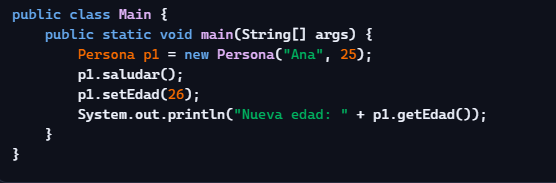 public class Main {
    public static void main(String[] args) {
        Persona p1 = new Persona("Ana", 25);
        p1.saludar();
        p1.setEdad(26);
        System.out.println("Nueva edad: " + p1.getEdad());
    }
}